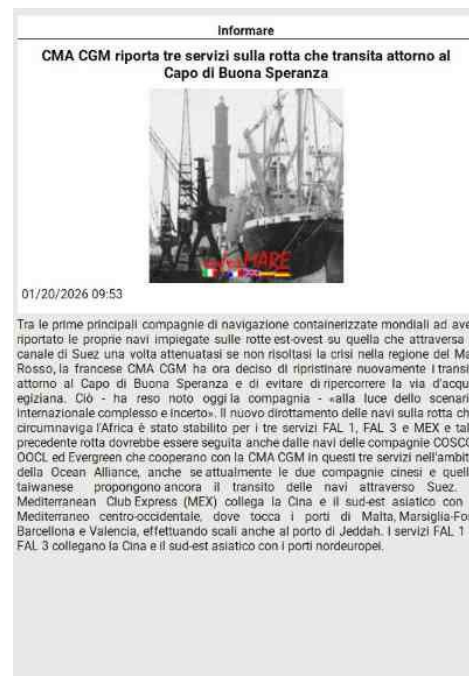 Informare
CMA CGM riporta tre servizi sulla rotta che transita attorno al
Capo di Buona Speranza
01/20/2026 09:53
Tra le prime principali compagnie di navigazione containerizzate mondiali ad ave
riportato le proprie navi impiegate sulle rotte est-ovest su quella che attraversa
canale di Suez una volta attenuatasi se non risoltasi la crisi nella regione del Ma
Rosso, la francese CMA CGM ha ora deciso di ripristinare nuovamente i transi
attorno al Capo di Buona Speranza e di evitare di ripercorrere la via d'acqu
egiziana. Ciò - ha reso noto oggi la compagnia - «alla luce dello scenari
internazionale complesso e incerto». Il nuovo dirottamento delle navi sulla rotta ch
circumnaviga l'Africa è stato stabilito per i tre servizi FAL 1, FAL 3 e MEX e tal
precedente rotta dovrebbe essere seguita anche dalle navi delle compagnie COSCO
OOCL ed Evergreen che cooperano con la CMA CGM in questi tre servizi nell'ambit
della Ocean Alliance, anche se attualmente le due compagnie cinesi e quell
taiwanese propongono ancora il transito delle navi attraverso Suez.
Mediterranean Club Express (MEX) collega la Cina e il sud-est asiatico con
Mediterraneo centro-occidentale, dove tocca i porti di Malta, Marsiglia-Fos
Barcellona e Valencia, effettuando scali anche al porto di Jeddah. I servizi FAL 1
FAL 3 collegano la Cina e il sud-est asiatico con i porti nordeuropei.